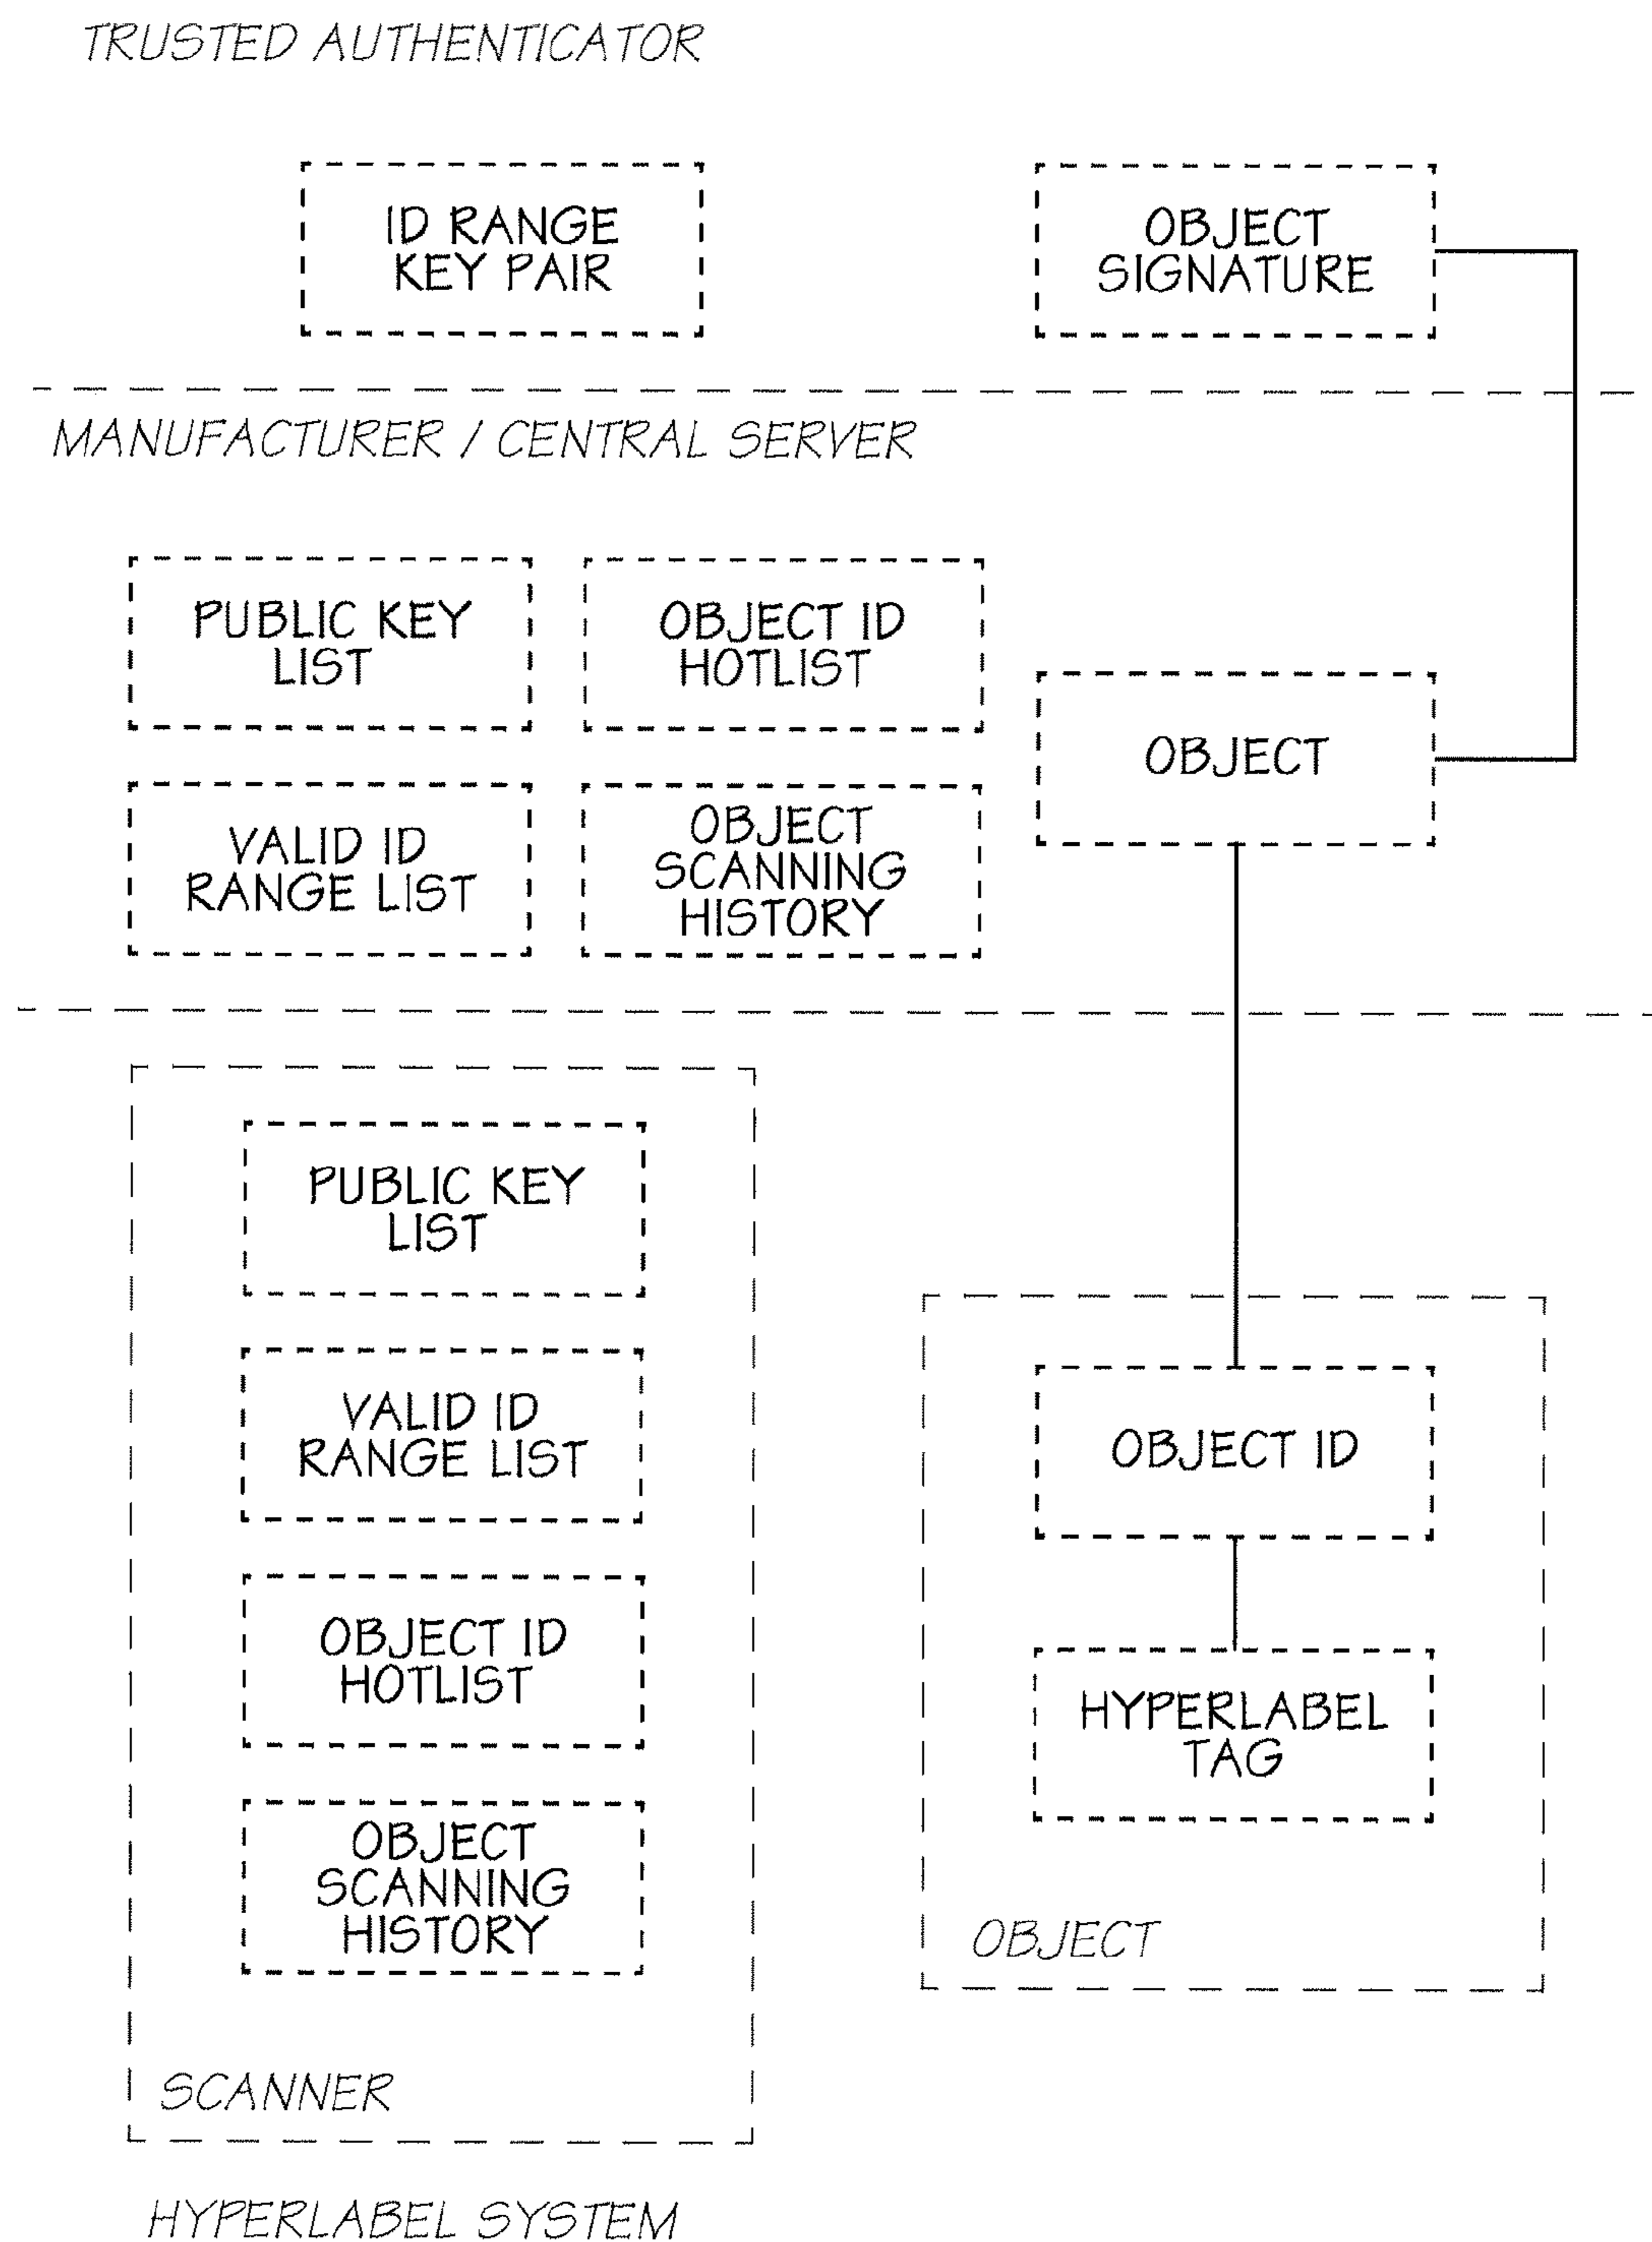 TRUSTED AUTHENTICATOR
ID RANGE
KEY PAIR
OBJECT
SIGNATURE
MANUFACTURER / CENTRAL SERVER
PUBLIC KEY
LIST
OBJECT ID
HOTLIST
OBJECT
VALID ID
RANGE LIST
OBJECT
SCANNING
HISTORY
PUBLIC KEY
LIST
VALID ID
RANGE LIST
OBJECT ID
HOTLIST
OBJECT
SCANNING
HISTORY
SCANNER
OBJECT ID
HYPERLABEL
TAG
OBJECT
HYPERLABEL SYSTEM